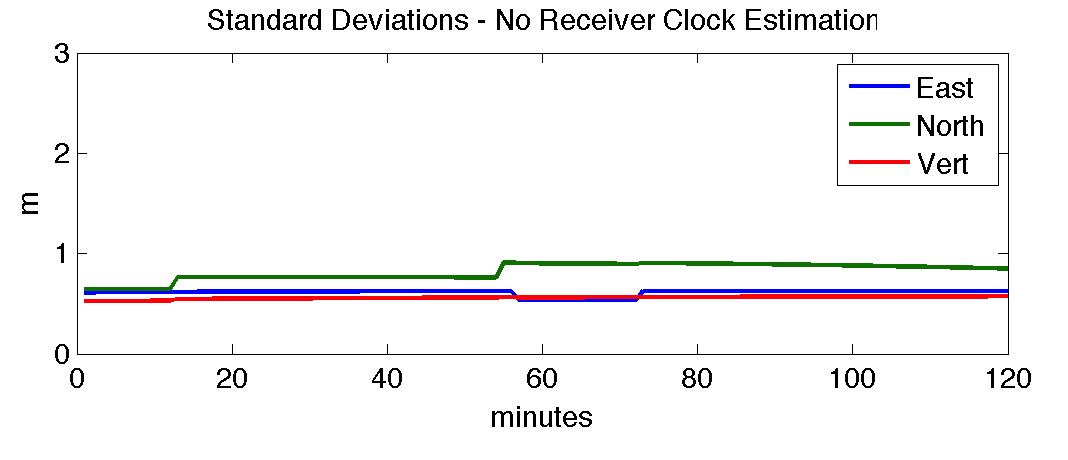 Standard Deviations - No Receiver Clock Estimation
3
2
1
0
m
East
North
Vert
0 20 40 60 80 100 120
minutes